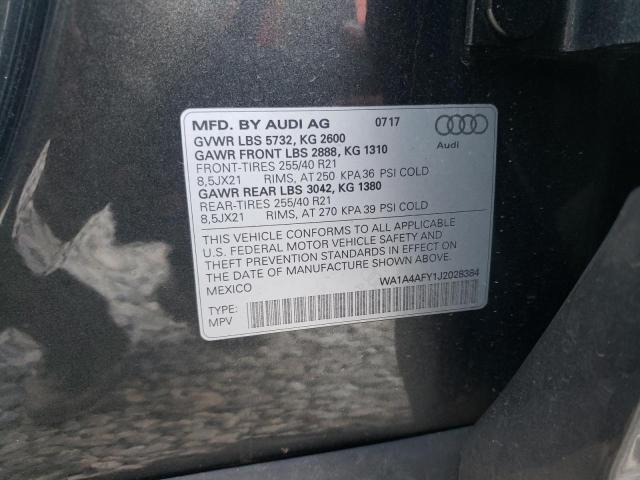 MFD. BY AUDI AG 0717
GVWR LBS 5732, KG 2600
GAWR FRONT LBS 2888, KG 1310
FRONT-TIRES 255/40 R21
8,5JX21 RIMS, AT 250 KPA 36 PSI COLD
GAWR REAR LBS 3042, KG 1380
REAR-TIRES 255/40 R21
8,5JX21 RIMS, AT 270 KPA 39 PSI COLD
Audi
THIS VEHICLE CONFORMS TO ALL APPLICABLE
U.S. FEDERAL MOTOR VEHICLE SAFETY AND
THEFT PREVENTION STANDARDS IN EFFECT ON
THE DATE OF MANUFACTURE SHOWN ABOVE.
MEXICO WA1A4AFY1J2028384
TYPE:
MPV